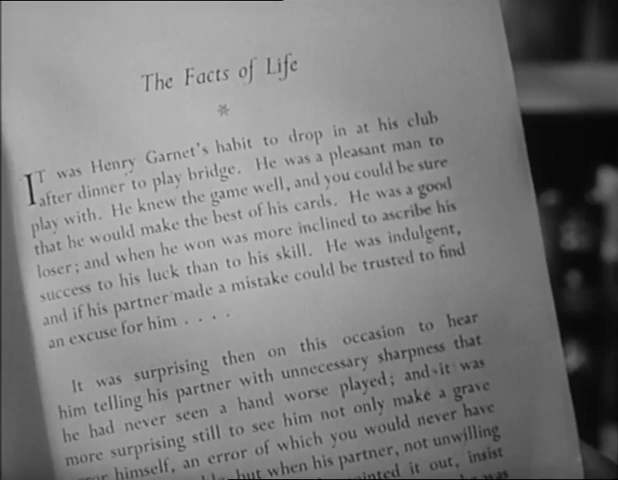 The Facts of Life
*
IT was Henry Garnet's habit to drop in at his club
after dinner to play bridge. He was a pleasant man to
play with. He knew the game well, and you could be sure
that he would make the best of his cards. He was a good
loser; and when he won was more inclined to ascribe his
success to his luck than to his skill. He was indulgent,
and if his partner made a mistake could be trusted to find
an excuse for him . . . .
It was surprising then on this occasion to hear
him telling his partner with unnecessary sharpness that
he had never seen a hand worse played; and it was
more surprising still to see him not only make a grave
himself, an error of which you would never have
but when his partner, not unwilling
it out, insist
was